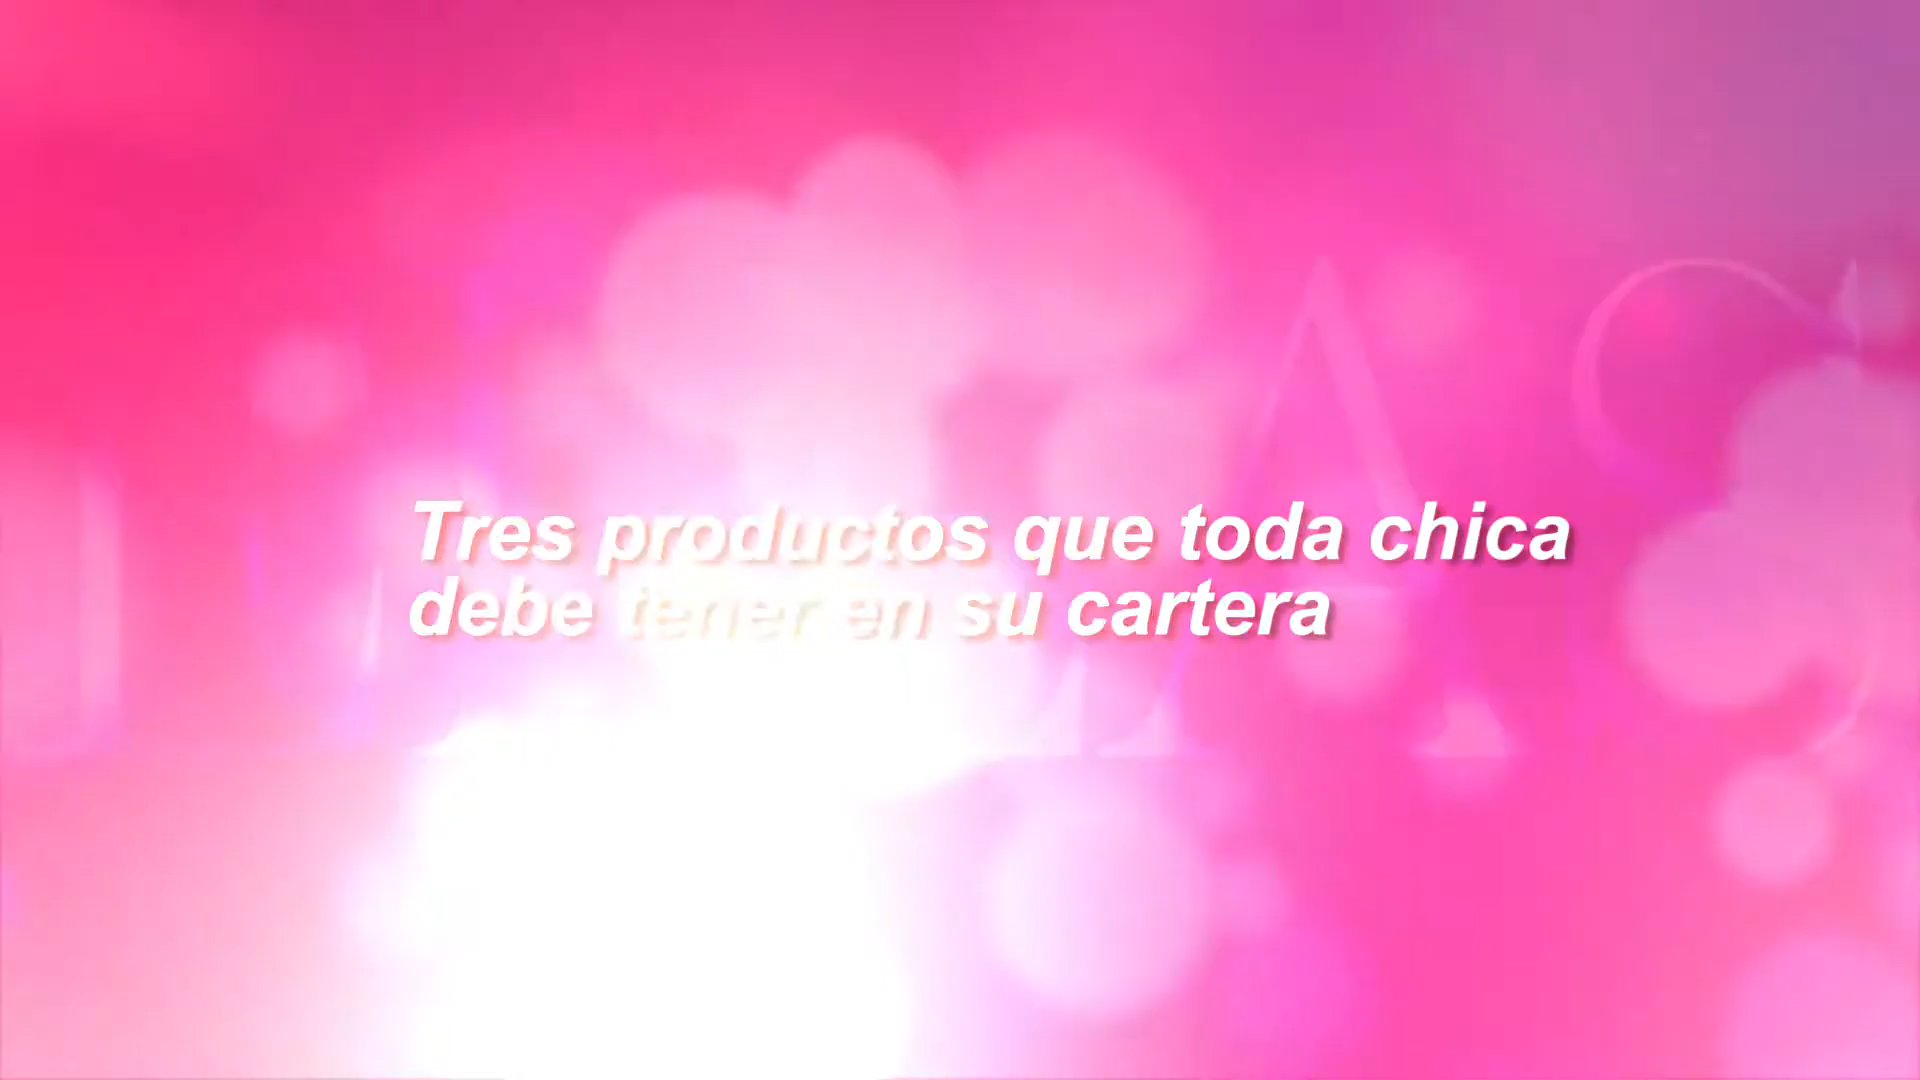 Tres productos que toda chica
debe tener en su cartera